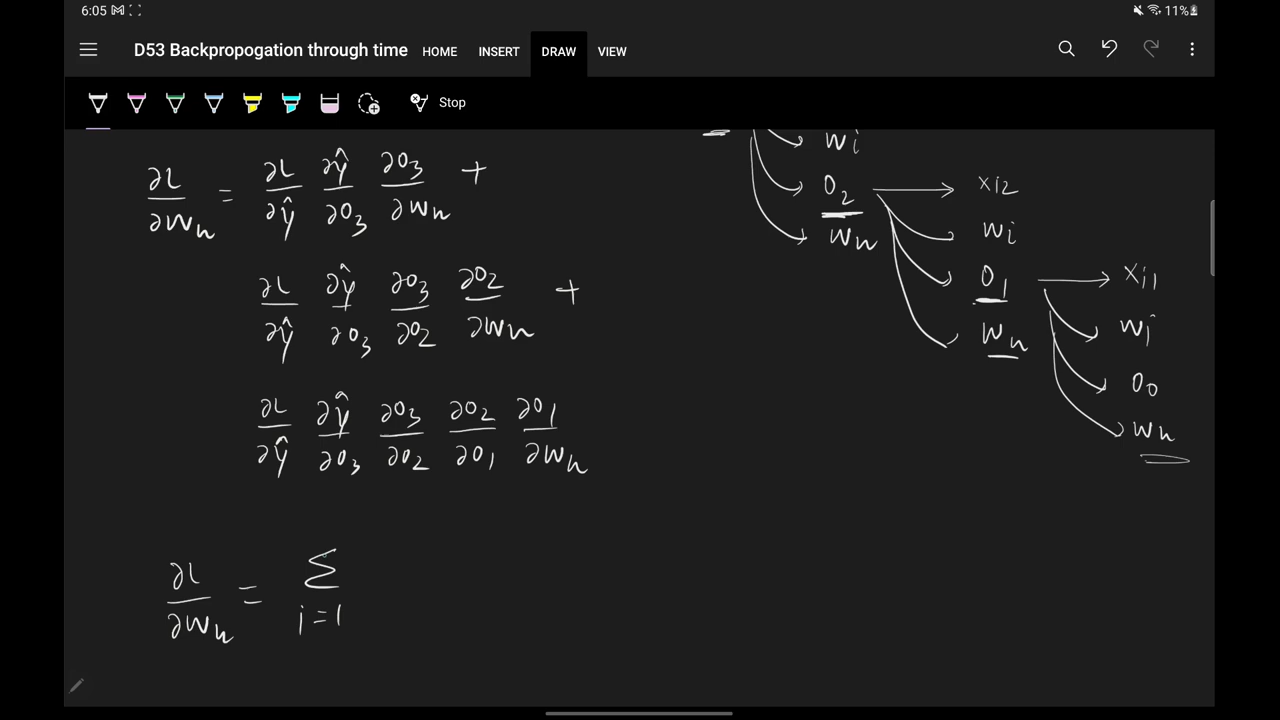 6:05
11%
D53 Backpropogation through time HOME INSERT DRAW VIEW
Stop
∂L/∂Wh = ∂L/∂ŷ ∂ŷ/∂O3 ∂O3/∂Wh +
∂L/∂ŷ ∂ŷ/∂O3 ∂O3/∂O2 ∂O2/∂Wh +
∂L/∂ŷ ∂ŷ/∂O3 ∂O3/∂O2 ∂O2/∂O1 ∂O1/∂Wh
∂L/∂Wh = Σ i=1
Wi
O2
Wh
Xi2
Wi
O1
Wh
Xi1
Wi
O0
Wh